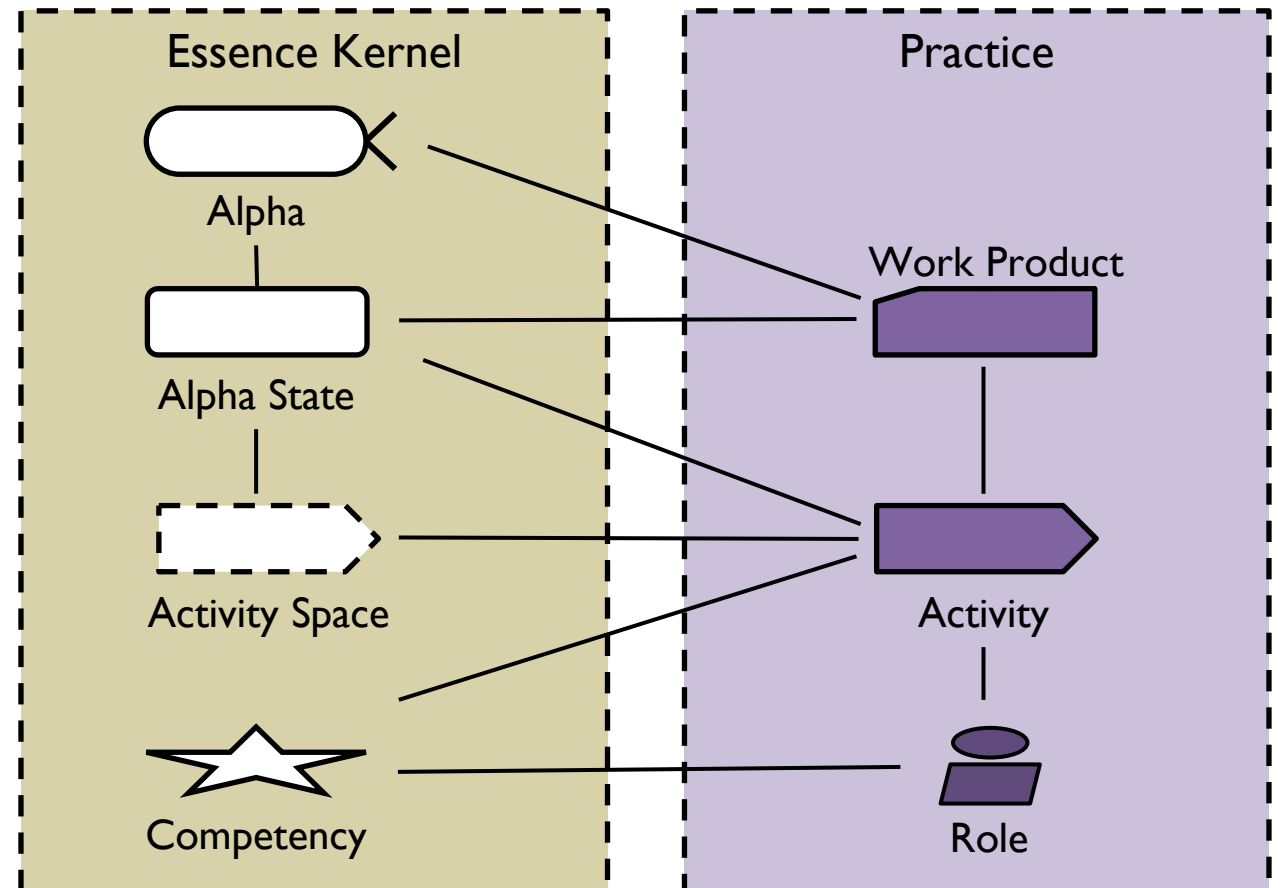 Essence Kernel
Practice
Alpha
Work Product
Alpha State
Activity Space
Activity
Competency
Role